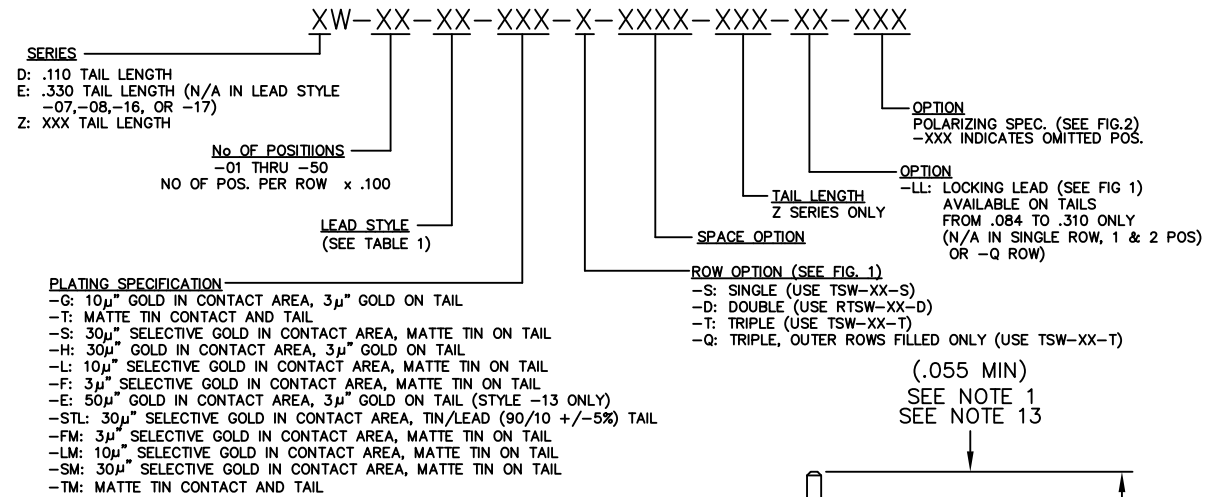 XW-XX-XX-XXX-X-XXXX-XXX-XX-XXX
SERIES
D: .110 TAIL LENGTH
E: .330 TAIL LENGTH (N/A IN LEAD STYLE
-07,-08,-16, OR -17)
Z: XXX TAIL LENGTH
No OF POSITIIONS
-01 THRU -50
NO OF POS. PER ROW x .100
LEAD STYLE
(SEE TABLE 1)
PLATING SPECIFICATION
-G: 10µ" GOLD IN CONTACT AREA, 3µ" GOLD ON TAIL
-T: MATTE TIN CONTACT AND TAIL
-S: 30µ" SELECTIVE GOLD IN CONTACT AREA, MATTE TIN ON TAIL
-H: 30µ" GOLD IN CONTACT AREA, 3µ" GOLD ON TAIL
-L: 10µ" SELECTIVE GOLD IN CONTACT AREA, MATTE TIN ON TAIL
-F: 3µ" SELECTIVE GOLD IN CONTACT AREA, MATTE TIN ON TAIL
-E: 50µ" GOLD IN CONTACT AREA, 3µ" GOLD ON TAIL (STYLE -13 ONLY)
-STL: 30µ" SELECTIVE GOLD IN CONTACT AREA, TIN/LEAD (90/10 +/-5%) TAIL
-FM: 3µ" SELECTIVE GOLD IN CONTACT AREA, MATTE TIN ON TAIL
-LM: 10µ" SELECTIVE GOLD IN CONTACT AREA, MATTE TIN ON TAIL
-SM: 30µ" SELECTIVE GOLD IN CONTACT AREA, MATTE TIN ON TAIL
-TM: MATTE TIN CONTACT AND TAIL
OPTION
POLARIZING SPEC. (SEE FIG.2)
-XXX INDICATES OMITTED POS.
OPTION
-LL: LOCKING LEAD (SEE FIG 1)
AVAILABLE ON TAILS
FROM .084 TO .310 ONLY
(N/A IN SINGLE ROW, 1 & 2 POS)
OR -Q ROW)
TAIL LENGTH
Z SERIES ONLY
SPACE OPTION
ROW OPTION (SEE FIG. 1)
-S: SINGLE (USE TSW-XX-S)
-D: DOUBLE (USE RTSW-XX-D)
-T: TRIPLE (USE TSW-XX-T)
-Q: TRIPLE, OUTER ROWS FILLED ONLY (USE TSW-XX-T)
(.055 MIN)
SEE NOTE 1
SEE NOTE 13